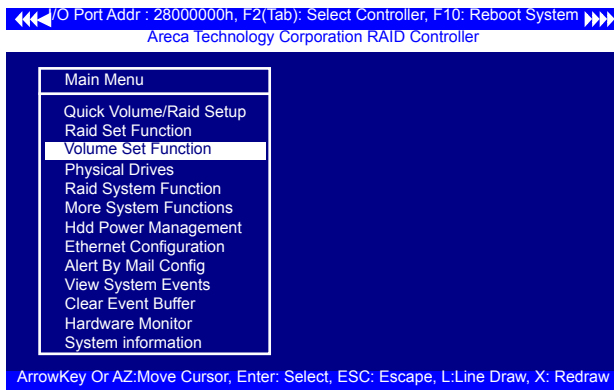 /O Port Addr : 28000000h, F2(Tab): Select Controller, F10: Reboot System
Areca Technology Corporation RAID Controller
Main Menu
Quick Volume/Raid Setup
Raid Set Function
Volume Set Function
Physical Drives
Raid System Function
More System Functions
Hdd Power Management
Ethernet Configuration
Alert By Mail Config
View System Events
Clear Event Buffer
Hardware Monitor
System information
ArrowKey Or AZ:Move Cursor, Enter: Select, ESC: Escape, L:Line Draw, X: Redraw